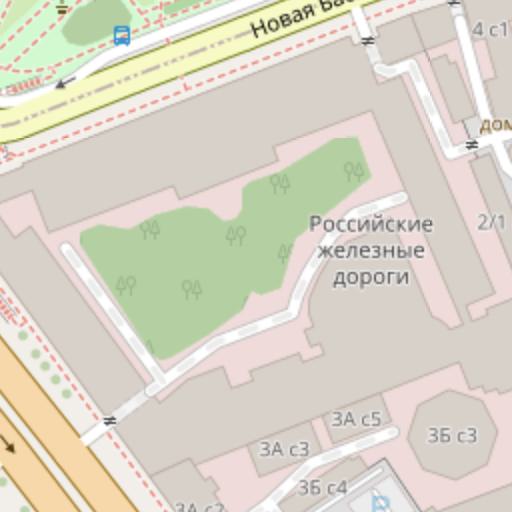 Новая Бас
4 с1
дом
2/1
Российские
железные
дороги
3А с5
3Б с3
3А с3
3Б с4
3А с2
P